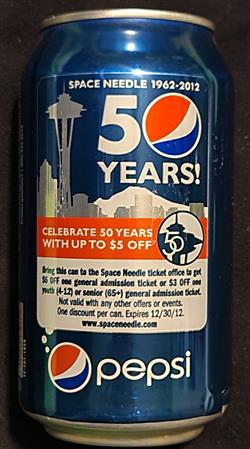 SPACE NEEDLE 1962-2012
50
YEARS!
CELEBRATE 50 YEARS
WITH UP TO $5 OFF
50
Bring this can to the Space Needle ticket office to get
$5 OFF one general admission ticket or $3 OFF one
youth (4-12) or senior (65+) general admission ticket.
Not valid with any other offers or events.
One discount per can. Expires 12/30/12.
www.spaceneedle.com
pepsi